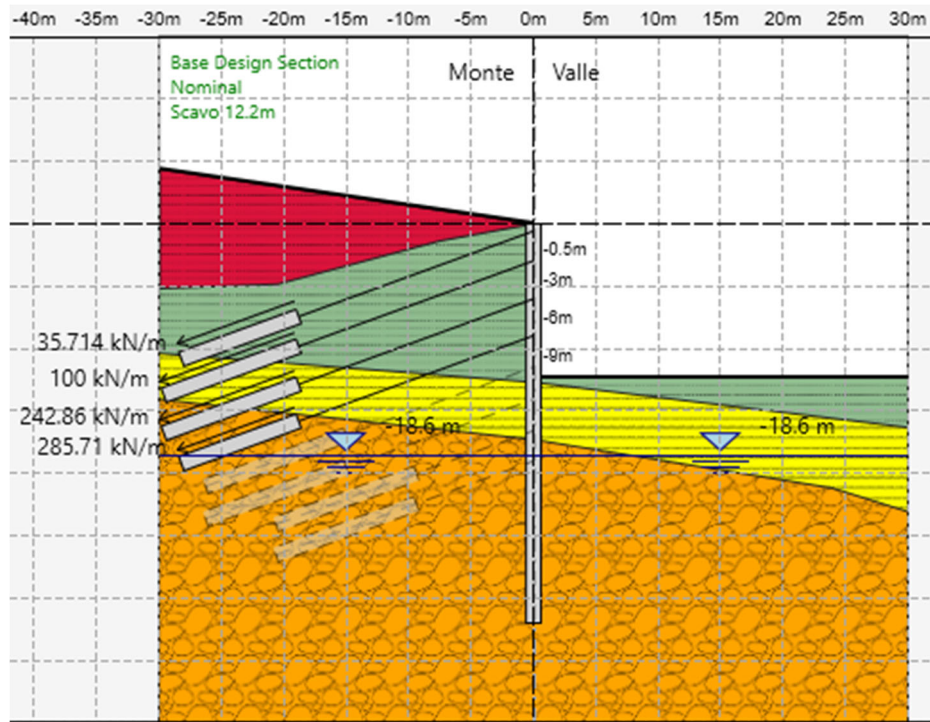 -40m -35m -30m -25m -20m -15m -10m -5m 0m 5m 10m 15m 20m 25m 30m
Base Design Section
Nominal
Scavo 12.2m
Monte Valle
-0.5m
-3m
-6m
-9m
35.714 kN/m
100 kN/m
242.86 kN/m
285.71 kN/m
-18.6 m -18.6 m